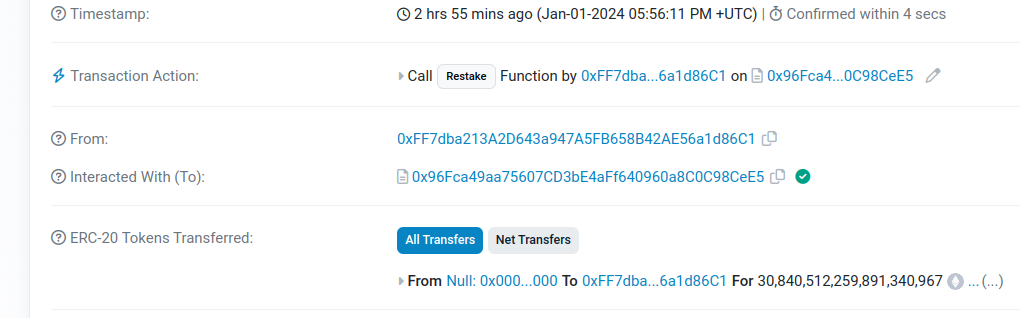 Timestamp: 2 hrs 55 mins ago (Jan-01-2024 05:56:11 PM +UTC) | Confirmed within 4 secs
Transaction Action: Call Restake Function by 0xFF7dba...6a1d86C1 on 0x96Fca4...0C98CeE5
From: 0xFF7dba213A2D643a947A5FB658B42AE56a1d86C1
Interacted With (To): 0x96Fca49aa75607CD3bE4aFf640960a8C0C98CeE5
ERC-20 Tokens Transferred: All Transfers Net Transfers
From Null: 0x000...000 To 0xFF7dba...6a1d86C1 For 30,840,512,259,891,340,967 ... (...)